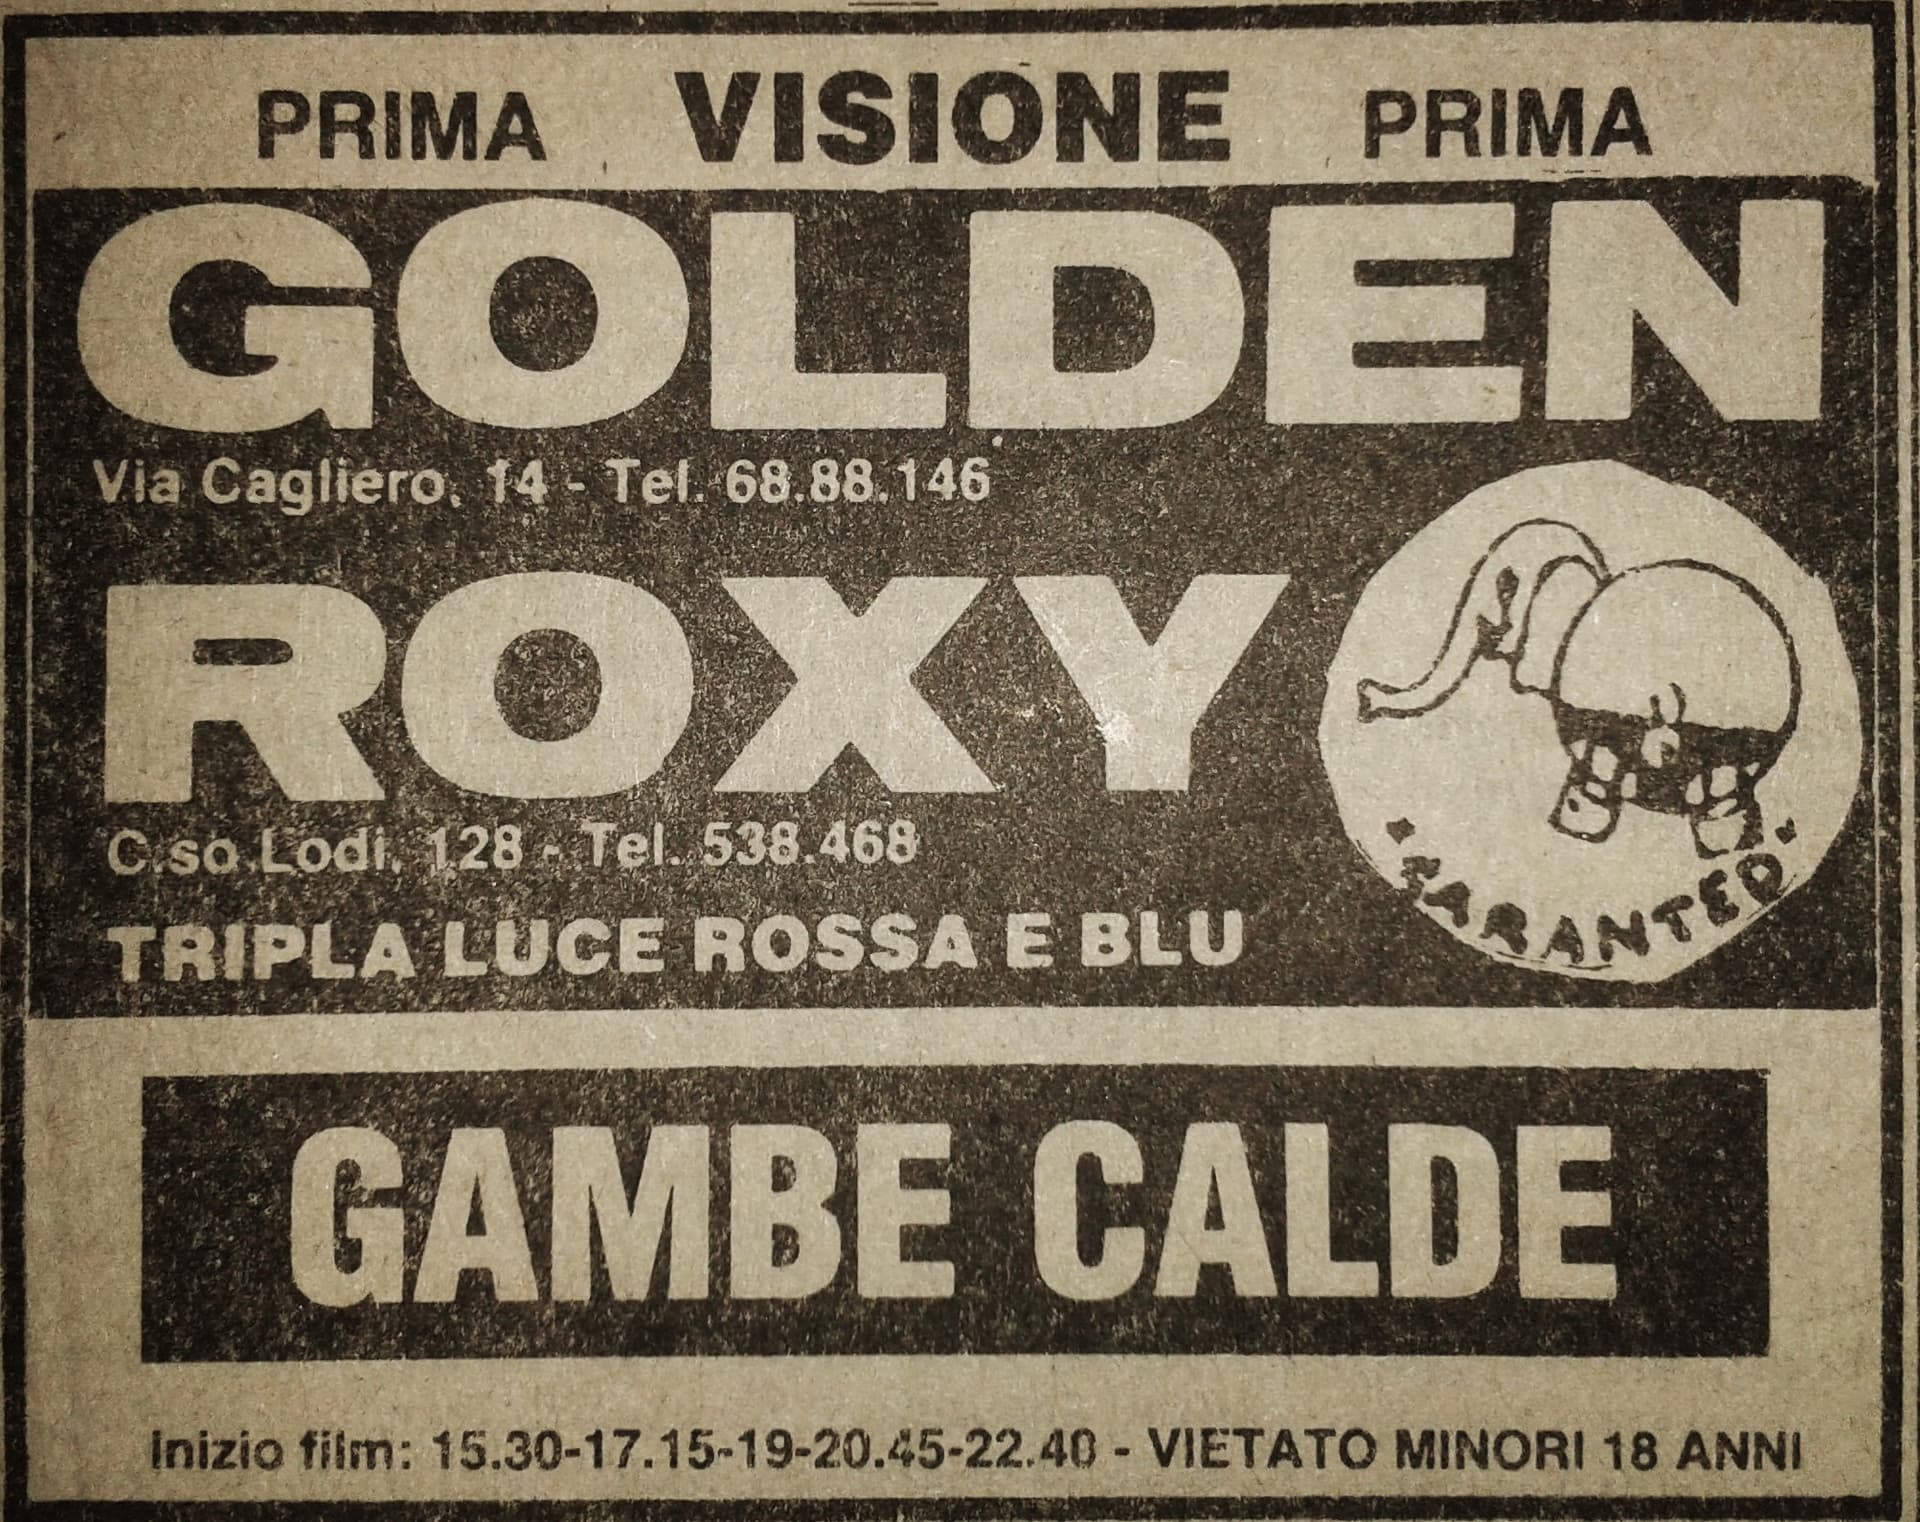 PRIMA VISIONE PRIMA
GOLDEN
Via Cagliero, 14 - Tel. 68.88.146
ROXY
C.so Lodi, 128 - Tel. 538.468
TRIPLA LUCE ROSSA E BLU
GARANTED
GAMBE CALDE
Inizio film: 15.30-17.15-19-20.45-22.40 - VIETATO MINORI 18 ANNI